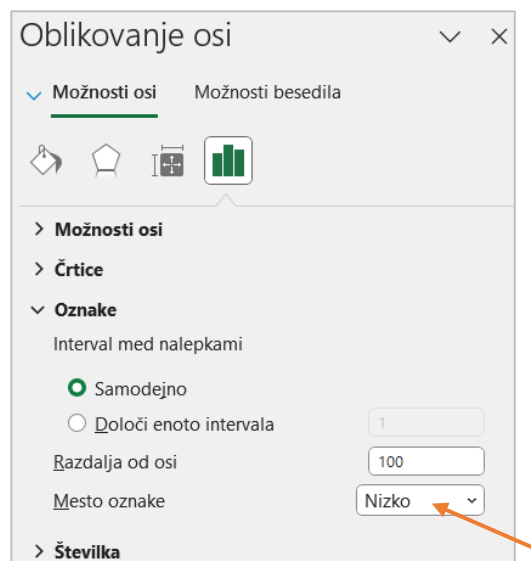 Oblikovanje osi
Možnosti osi Možnosti besedila
Možnosti osi
Črtice
Oznake
Interval med nalepkami
Samodejno
Določi enoto intervala 1
Razdalja od osi 100
Mesto oznake Nizko
Številka